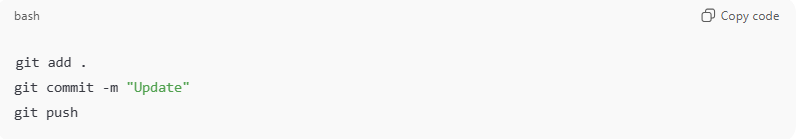 bash
Copy code
git add .
git commit -m "Update"
git push